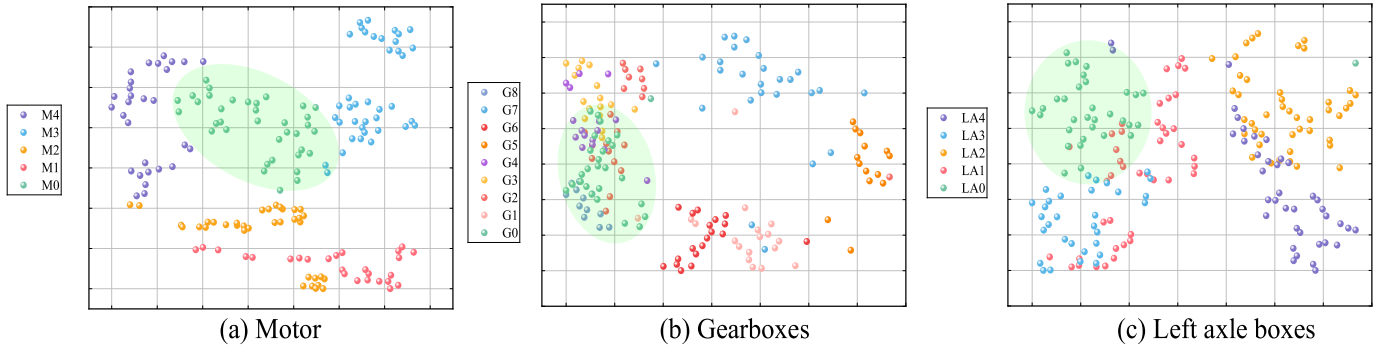 M4
M3
M2
M1
M0
(a) Motor
G8
G7
G6
G5
G4
G3
G2
G1
G0
(b) Gearboxes
LA4
LA3
LA2
LA1
LA0
(c) Left axle boxes